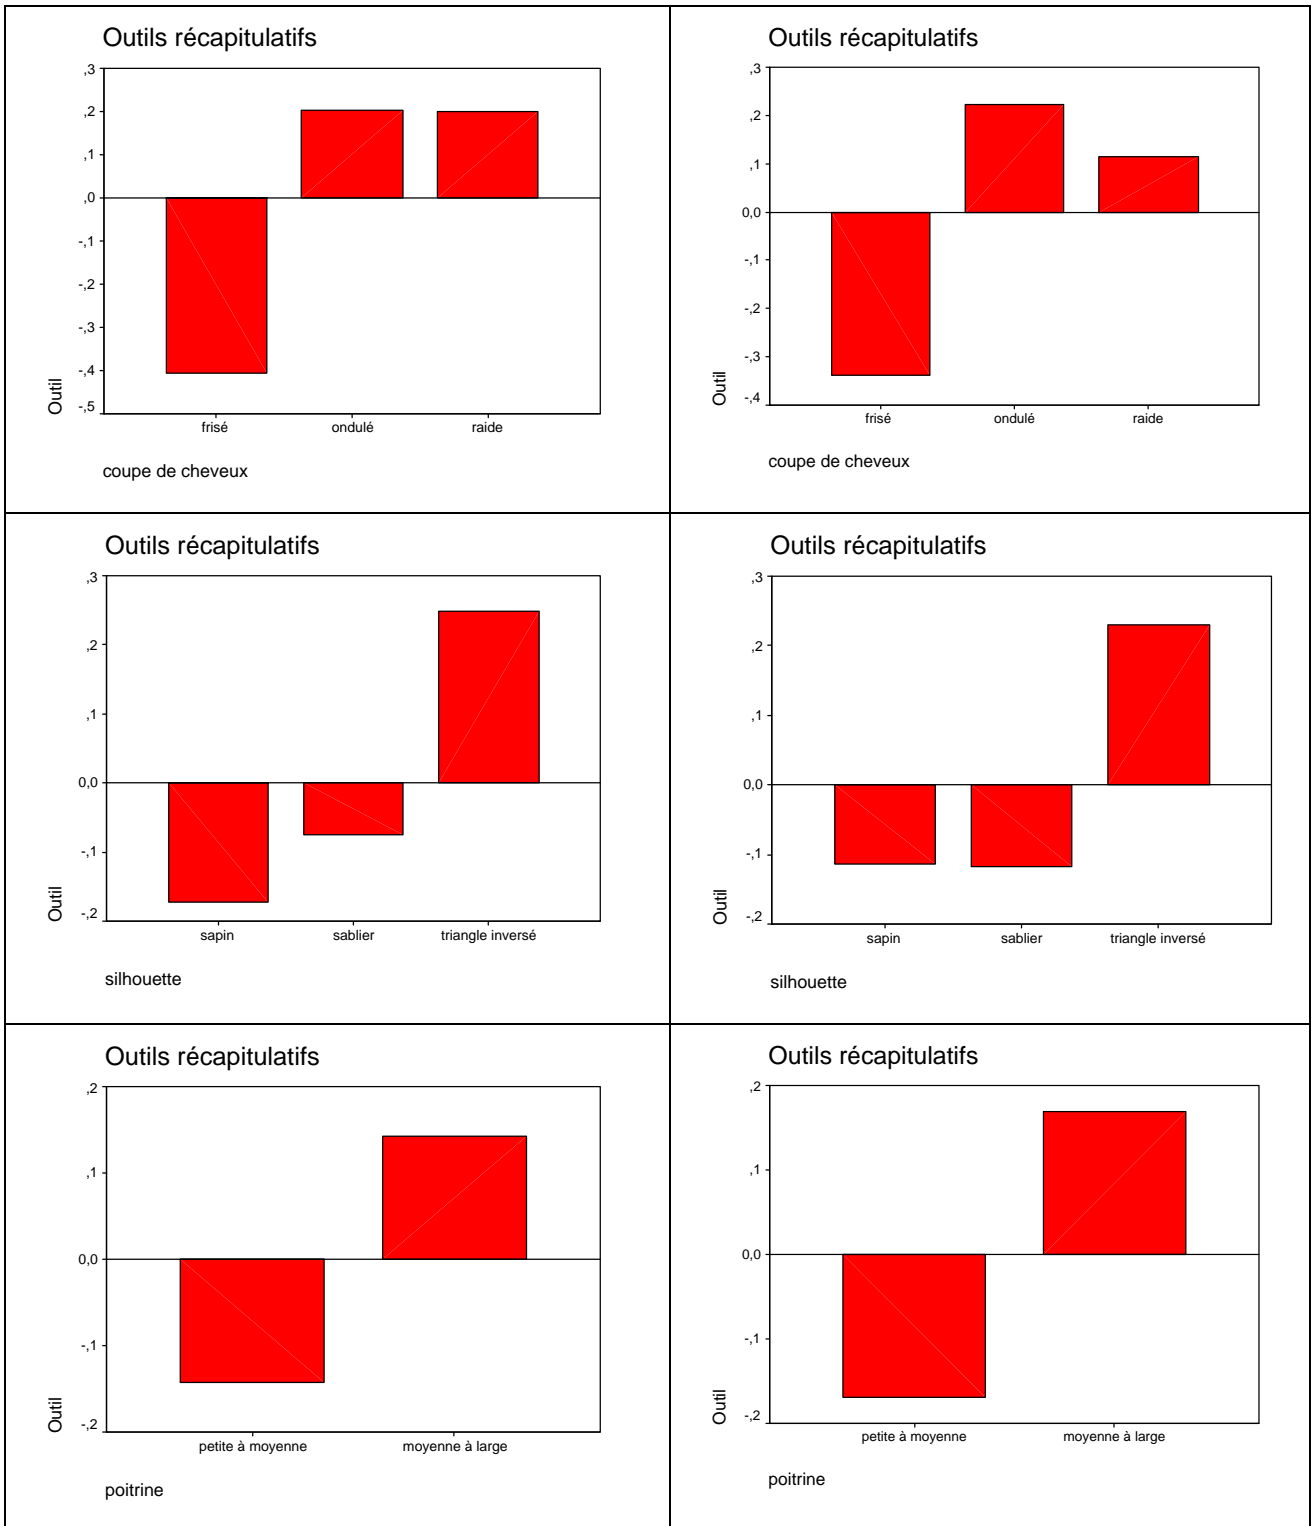 Outils récapitulatifs
,3
,2
,1
,0
-,1
-,2
-,3
-,4
-,5
Outil
frisé ondulé raide
coupe de cheveux
Outils récapitulatifs
,3
,2
,1
0,0
-,1
-,2
-,3
-,4
Outil
frisé ondulé raide
coupe de cheveux
Outils récapitulatifs
,3
,2
,1
0,0
-,1
-,2
Outil
sapin sablier triangle inversé
silhouette
Outils récapitulatifs
,3
,2
,1
0,0
-,1
-,2
Outil
sapin sablier triangle inversé
silhouette
Outils récapitulatifs
,2
,1
0,0
-,1
-,2
Outil
petite à moyenne moyenne à large
poitrine
Outils récapitulatifs
,2
,1
0,0
-,1
-,2
Outil
petite à moyenne moyenne à large
poitrine